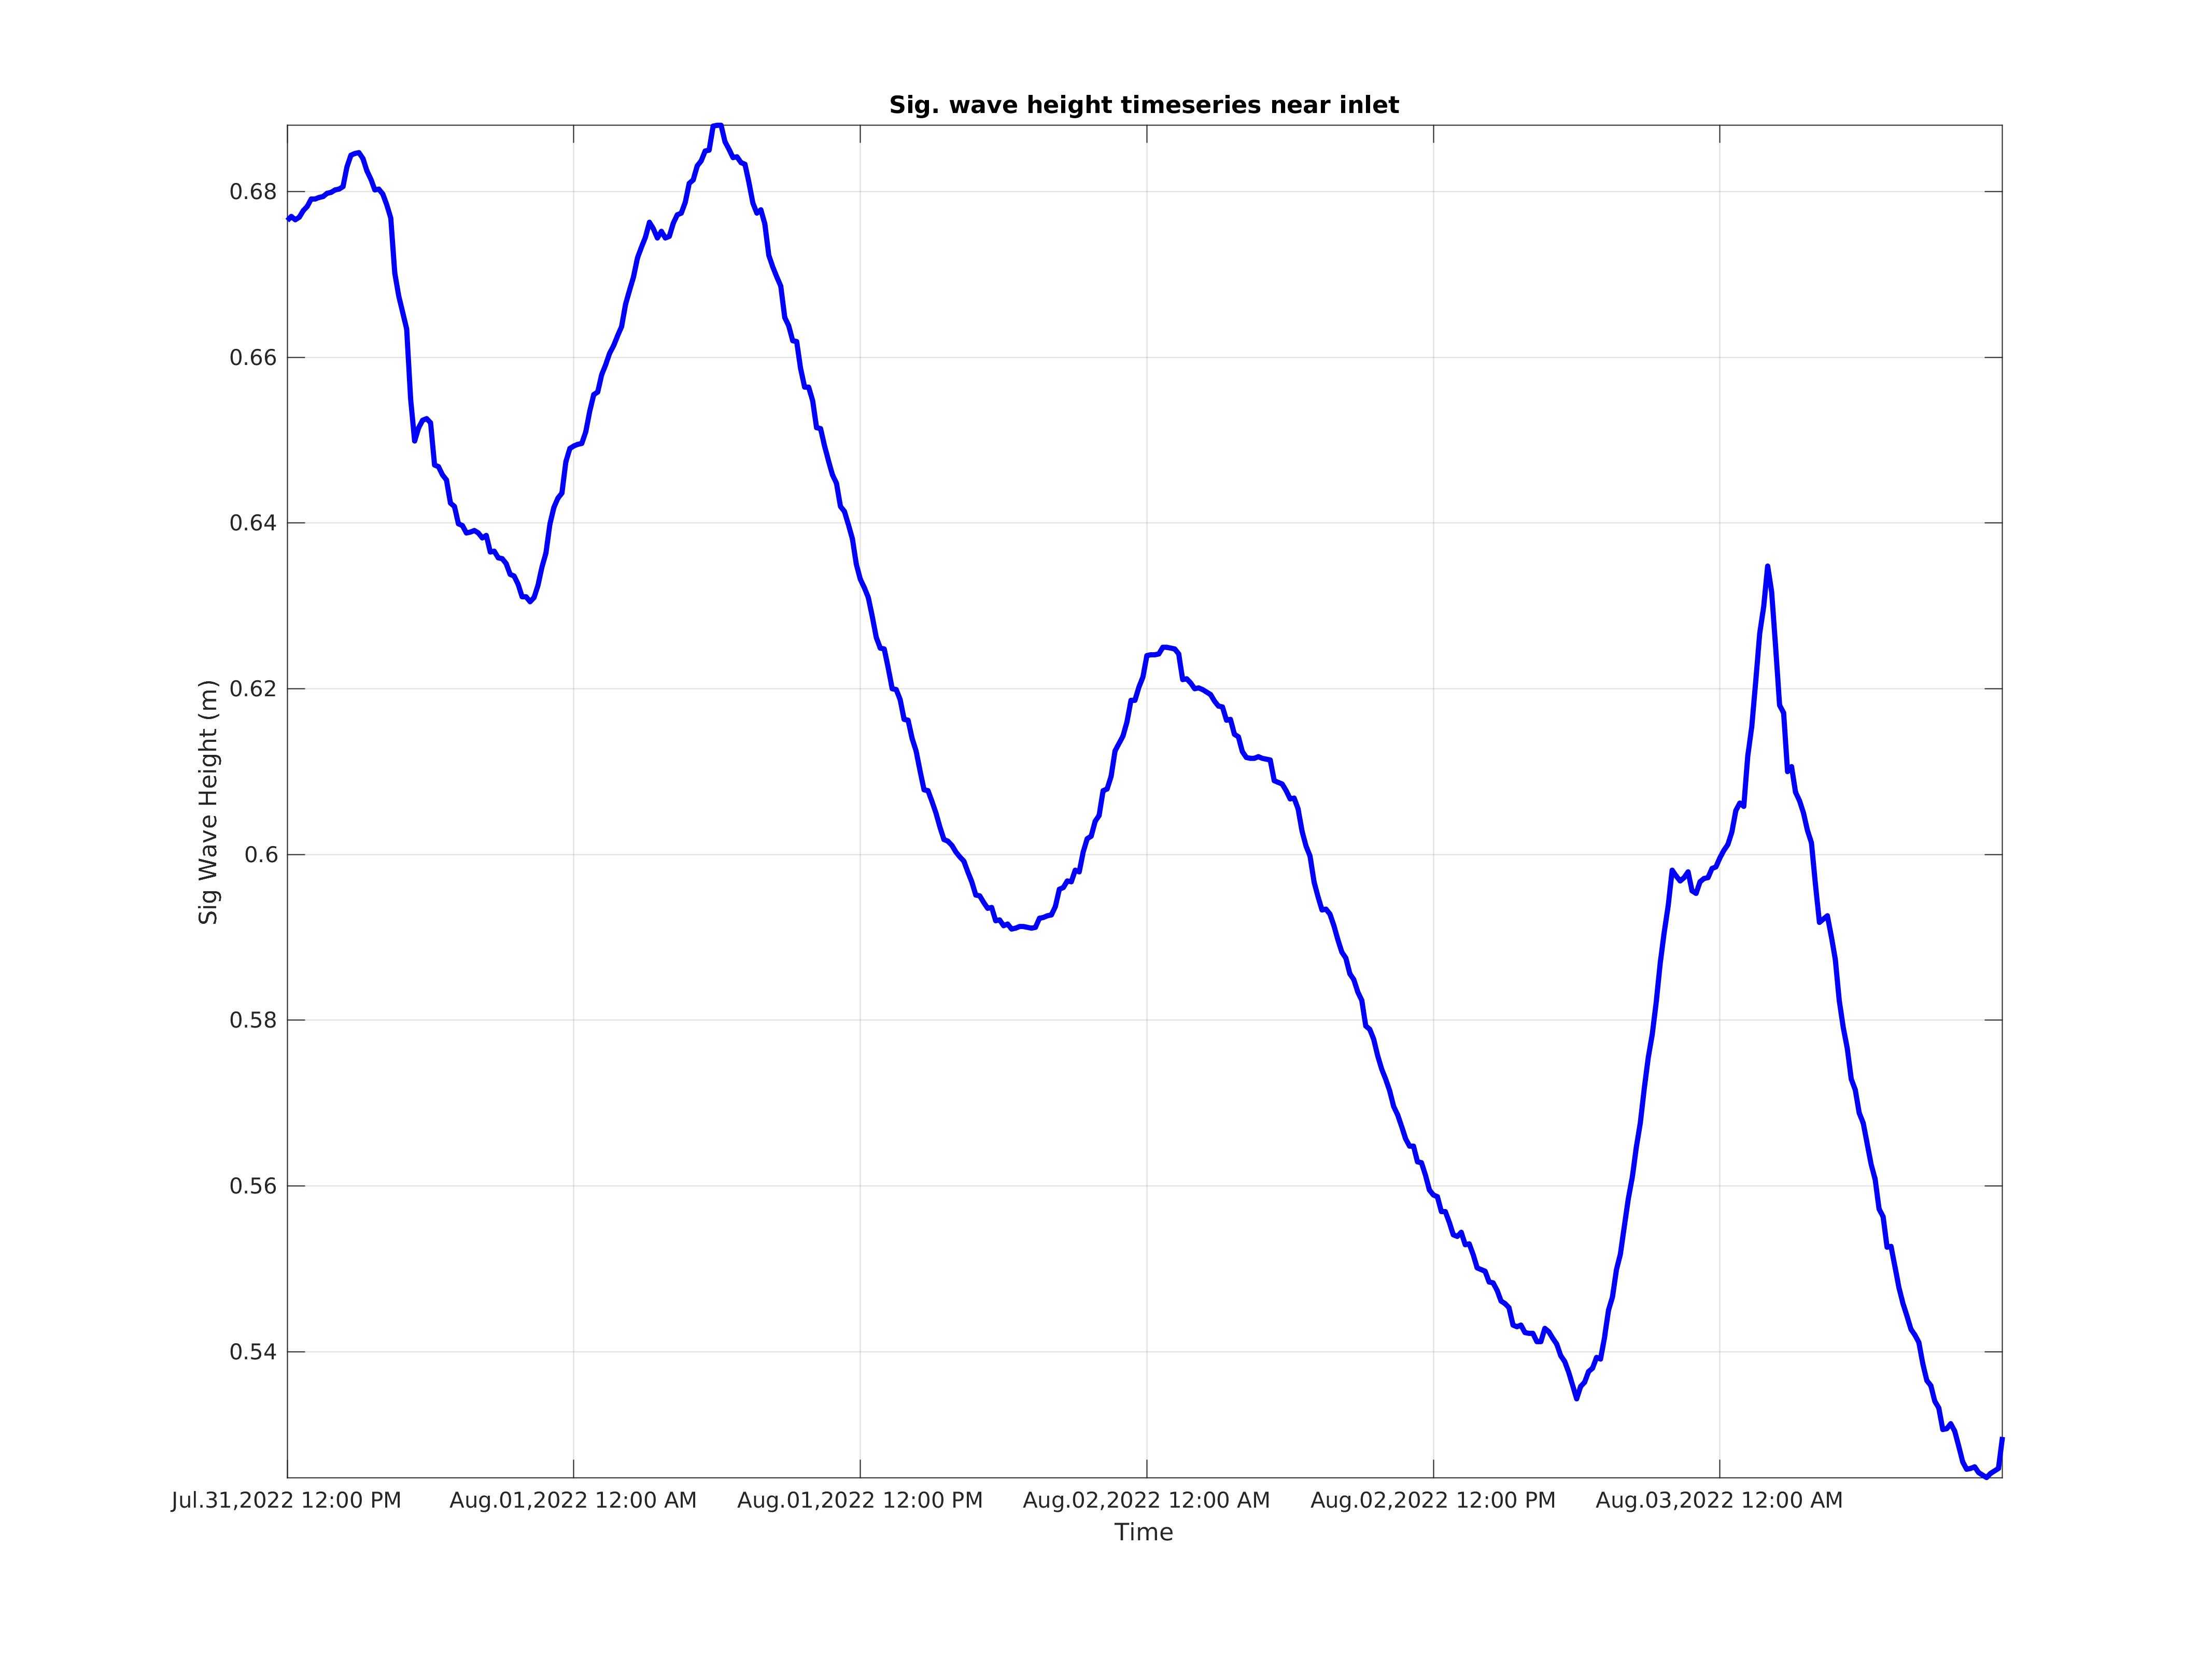 Sig. wave height timeseries near inlet
Sig Wave Height (m)
0.68
0.66
0.64
0.62
0.6
0.58
0.56
0.54
Jul.31,2022 12:00 PM Aug.01,2022 12:00 AM Aug.01,2022 12:00 PM Aug.02,2022 12:00 AM Aug.02,2022 12:00 PM Aug.03,2022 12:00 AM
Time